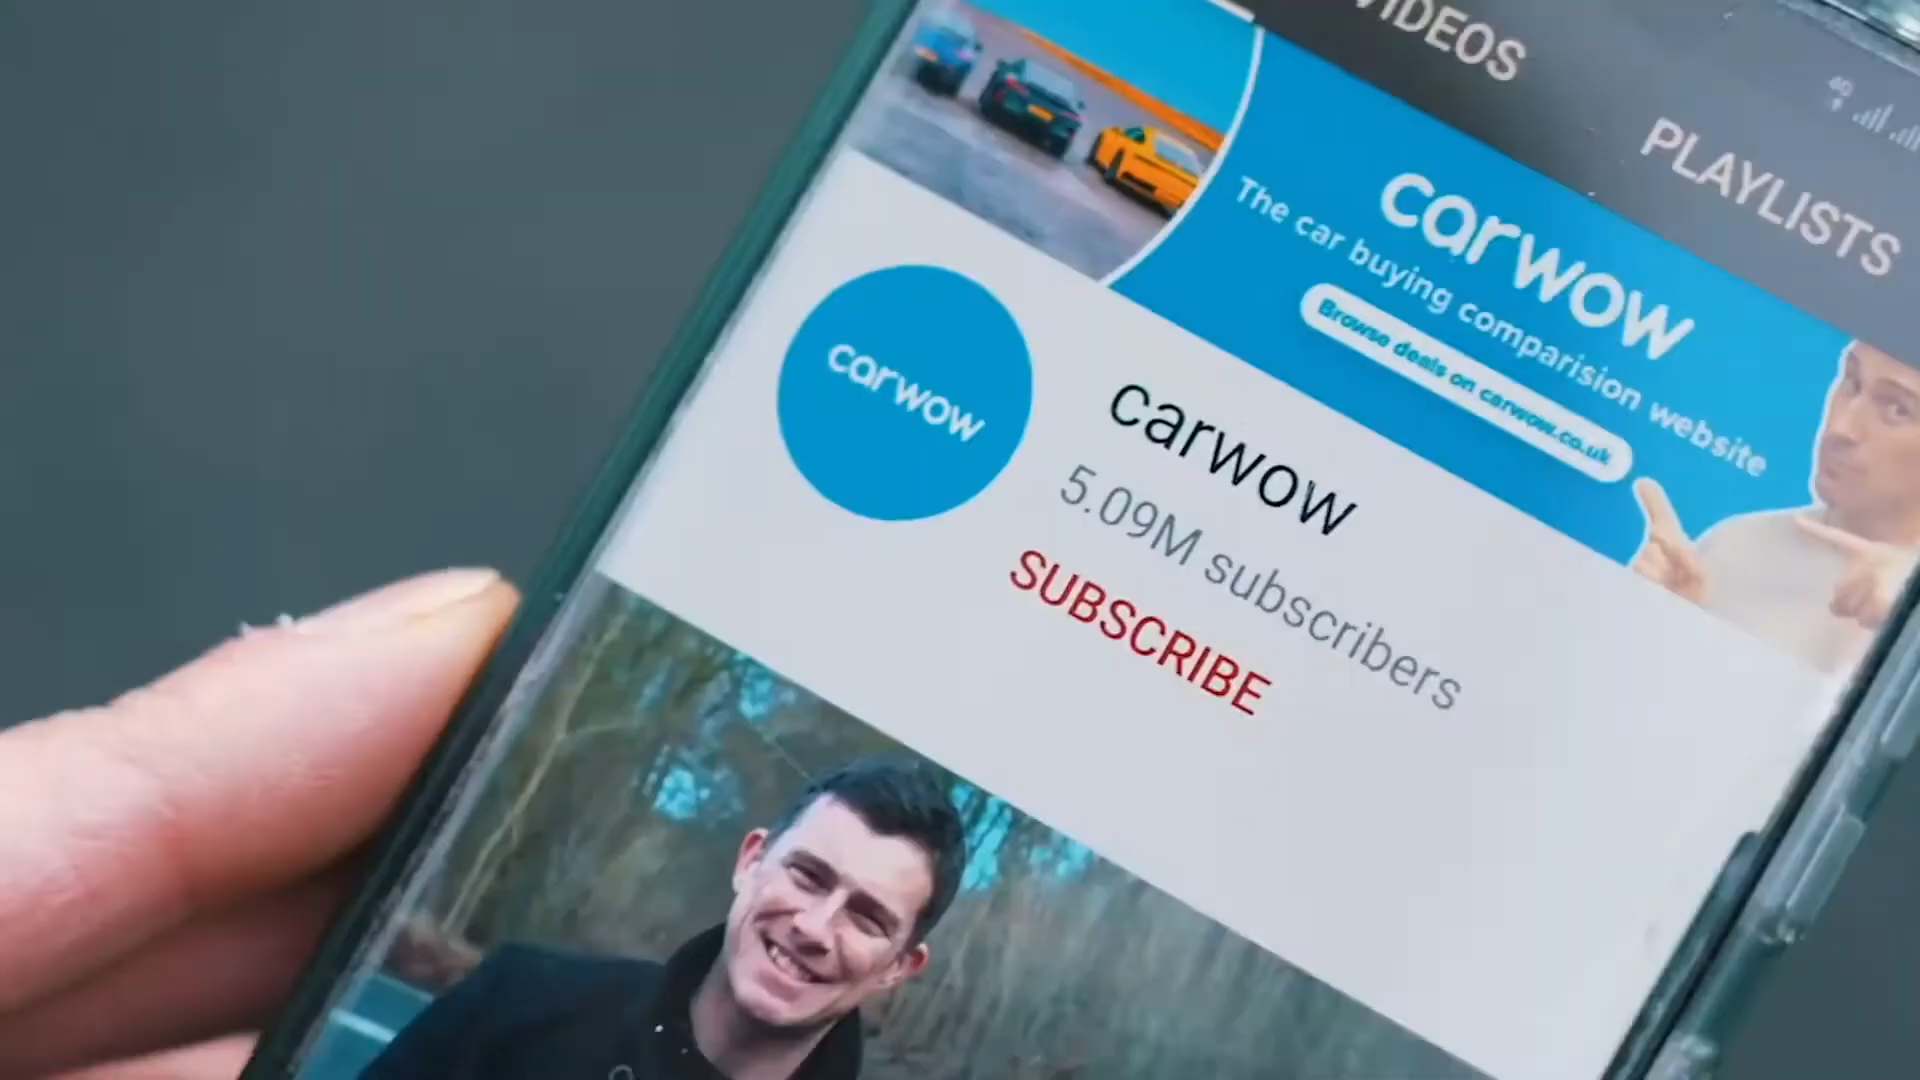 VIDEOS
PLAYLISTS
4G
carwow
The car buying comparision website
Browse deals on carwow.co.uk
carwow
carwow
5.09M subscribers
SUBSCRIBE